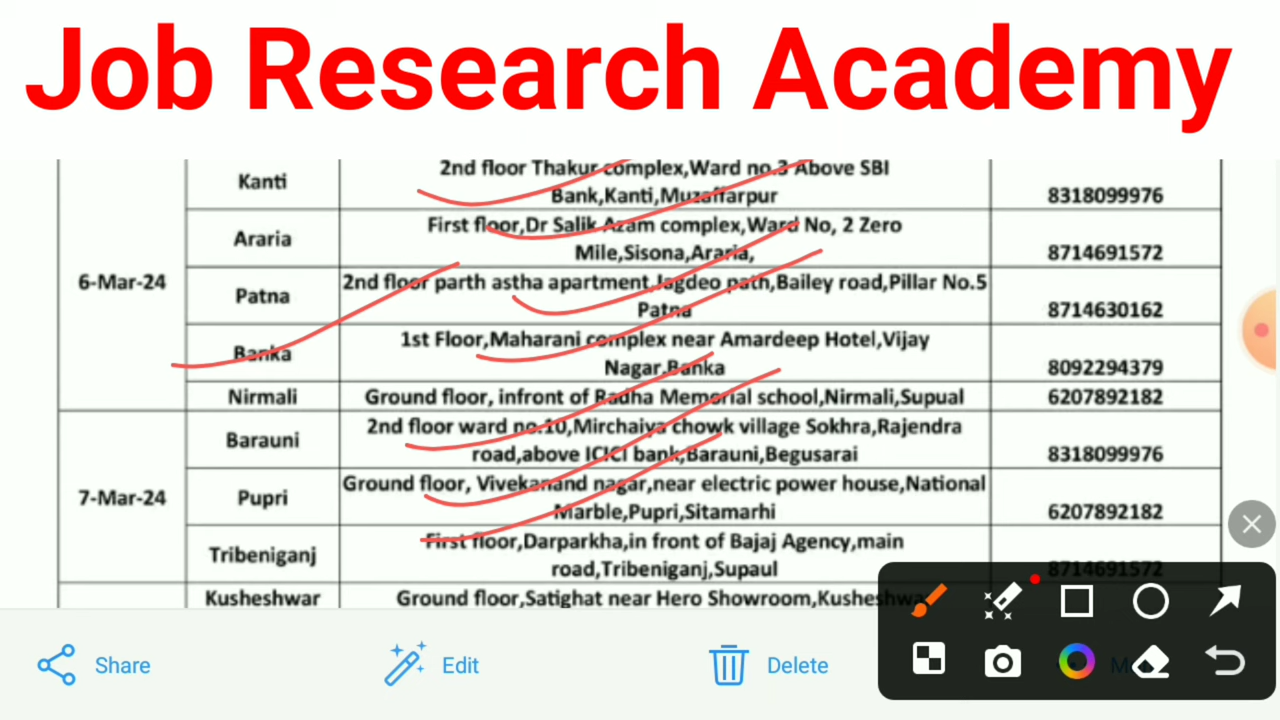 Job Research Academy
2nd floor Thakur complex,Ward no.3 Above SBI
Kanti
Bank,Kanti,Muzaffarpur
8318099976
First floor,Dr Salik Azam complex,Ward No, 2 Zero
Araria
Mile,Sisona,Araria,
8714691572
6-Mar-24
2nd floor parth astha apartment,Jagdeo path,Bailey road,Pillar No.5
Patna
Patna
8714630162
1st Floor,Maharani complex near Amardeep Hotel,Vijay
Banka
Nagar,Banka
8092294379
Nirmali
Ground floor, infront of Radha Memorial school,Nirmali,Supual
6207892182
2nd floor ward no.10,Mirchaiya chowk village Sokhra,Rajendra
Barauni
road,above ICICI bank,Barauni,Begusarai
8318099976
7-Mar-24
Ground floor, Vivekanand nagar,near electric power house,National
Pupri
Marble,Pupri,Sitamarhi
6207892182
First floor,Darparkha,in front of Bajaj Agency,main
Tribeniganj
road,Tribeniganj,Supaul
8714691572
Kusheshwar
Ground floor,Satighat near Hero Showroom,Kusheshwar
Share
Edit
Delete